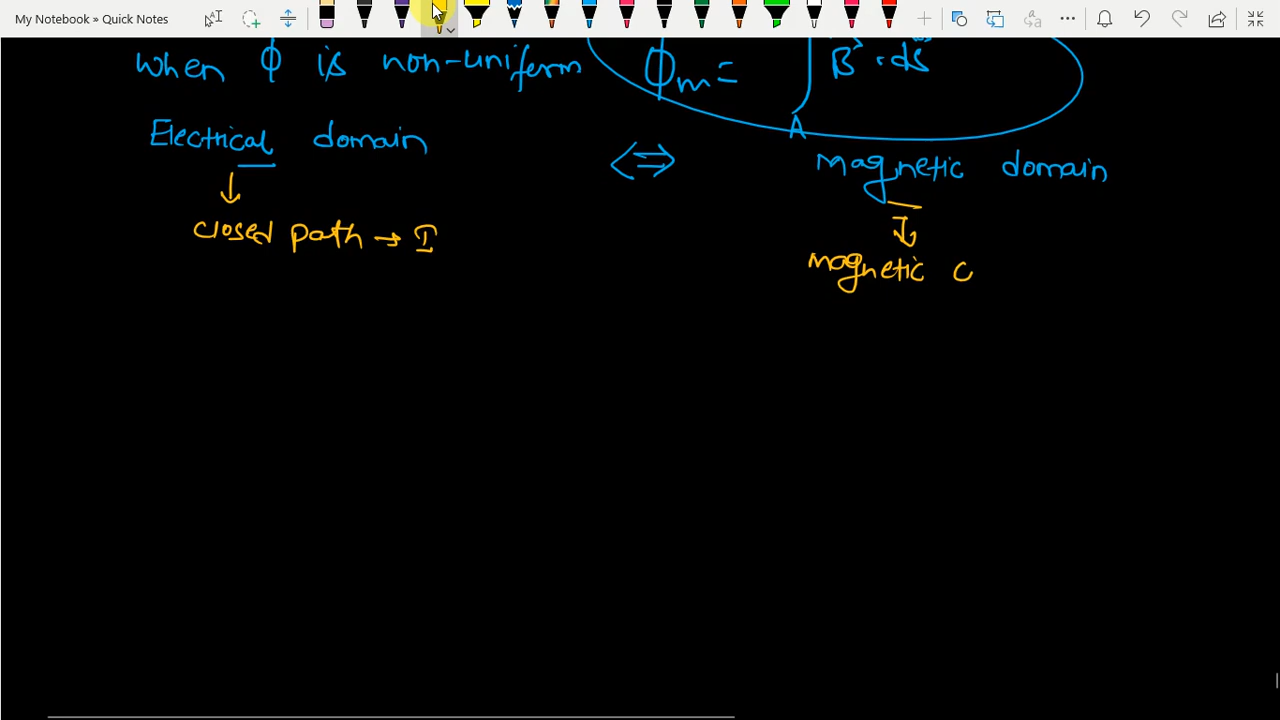 My Notebook » Quick Notes
when ϕ is non-uniform ϕm = ∫A B⃗ · ds⃗
Electrical domain ⇔ magnetic domain
↓ ↓
closed path → I magnetic c